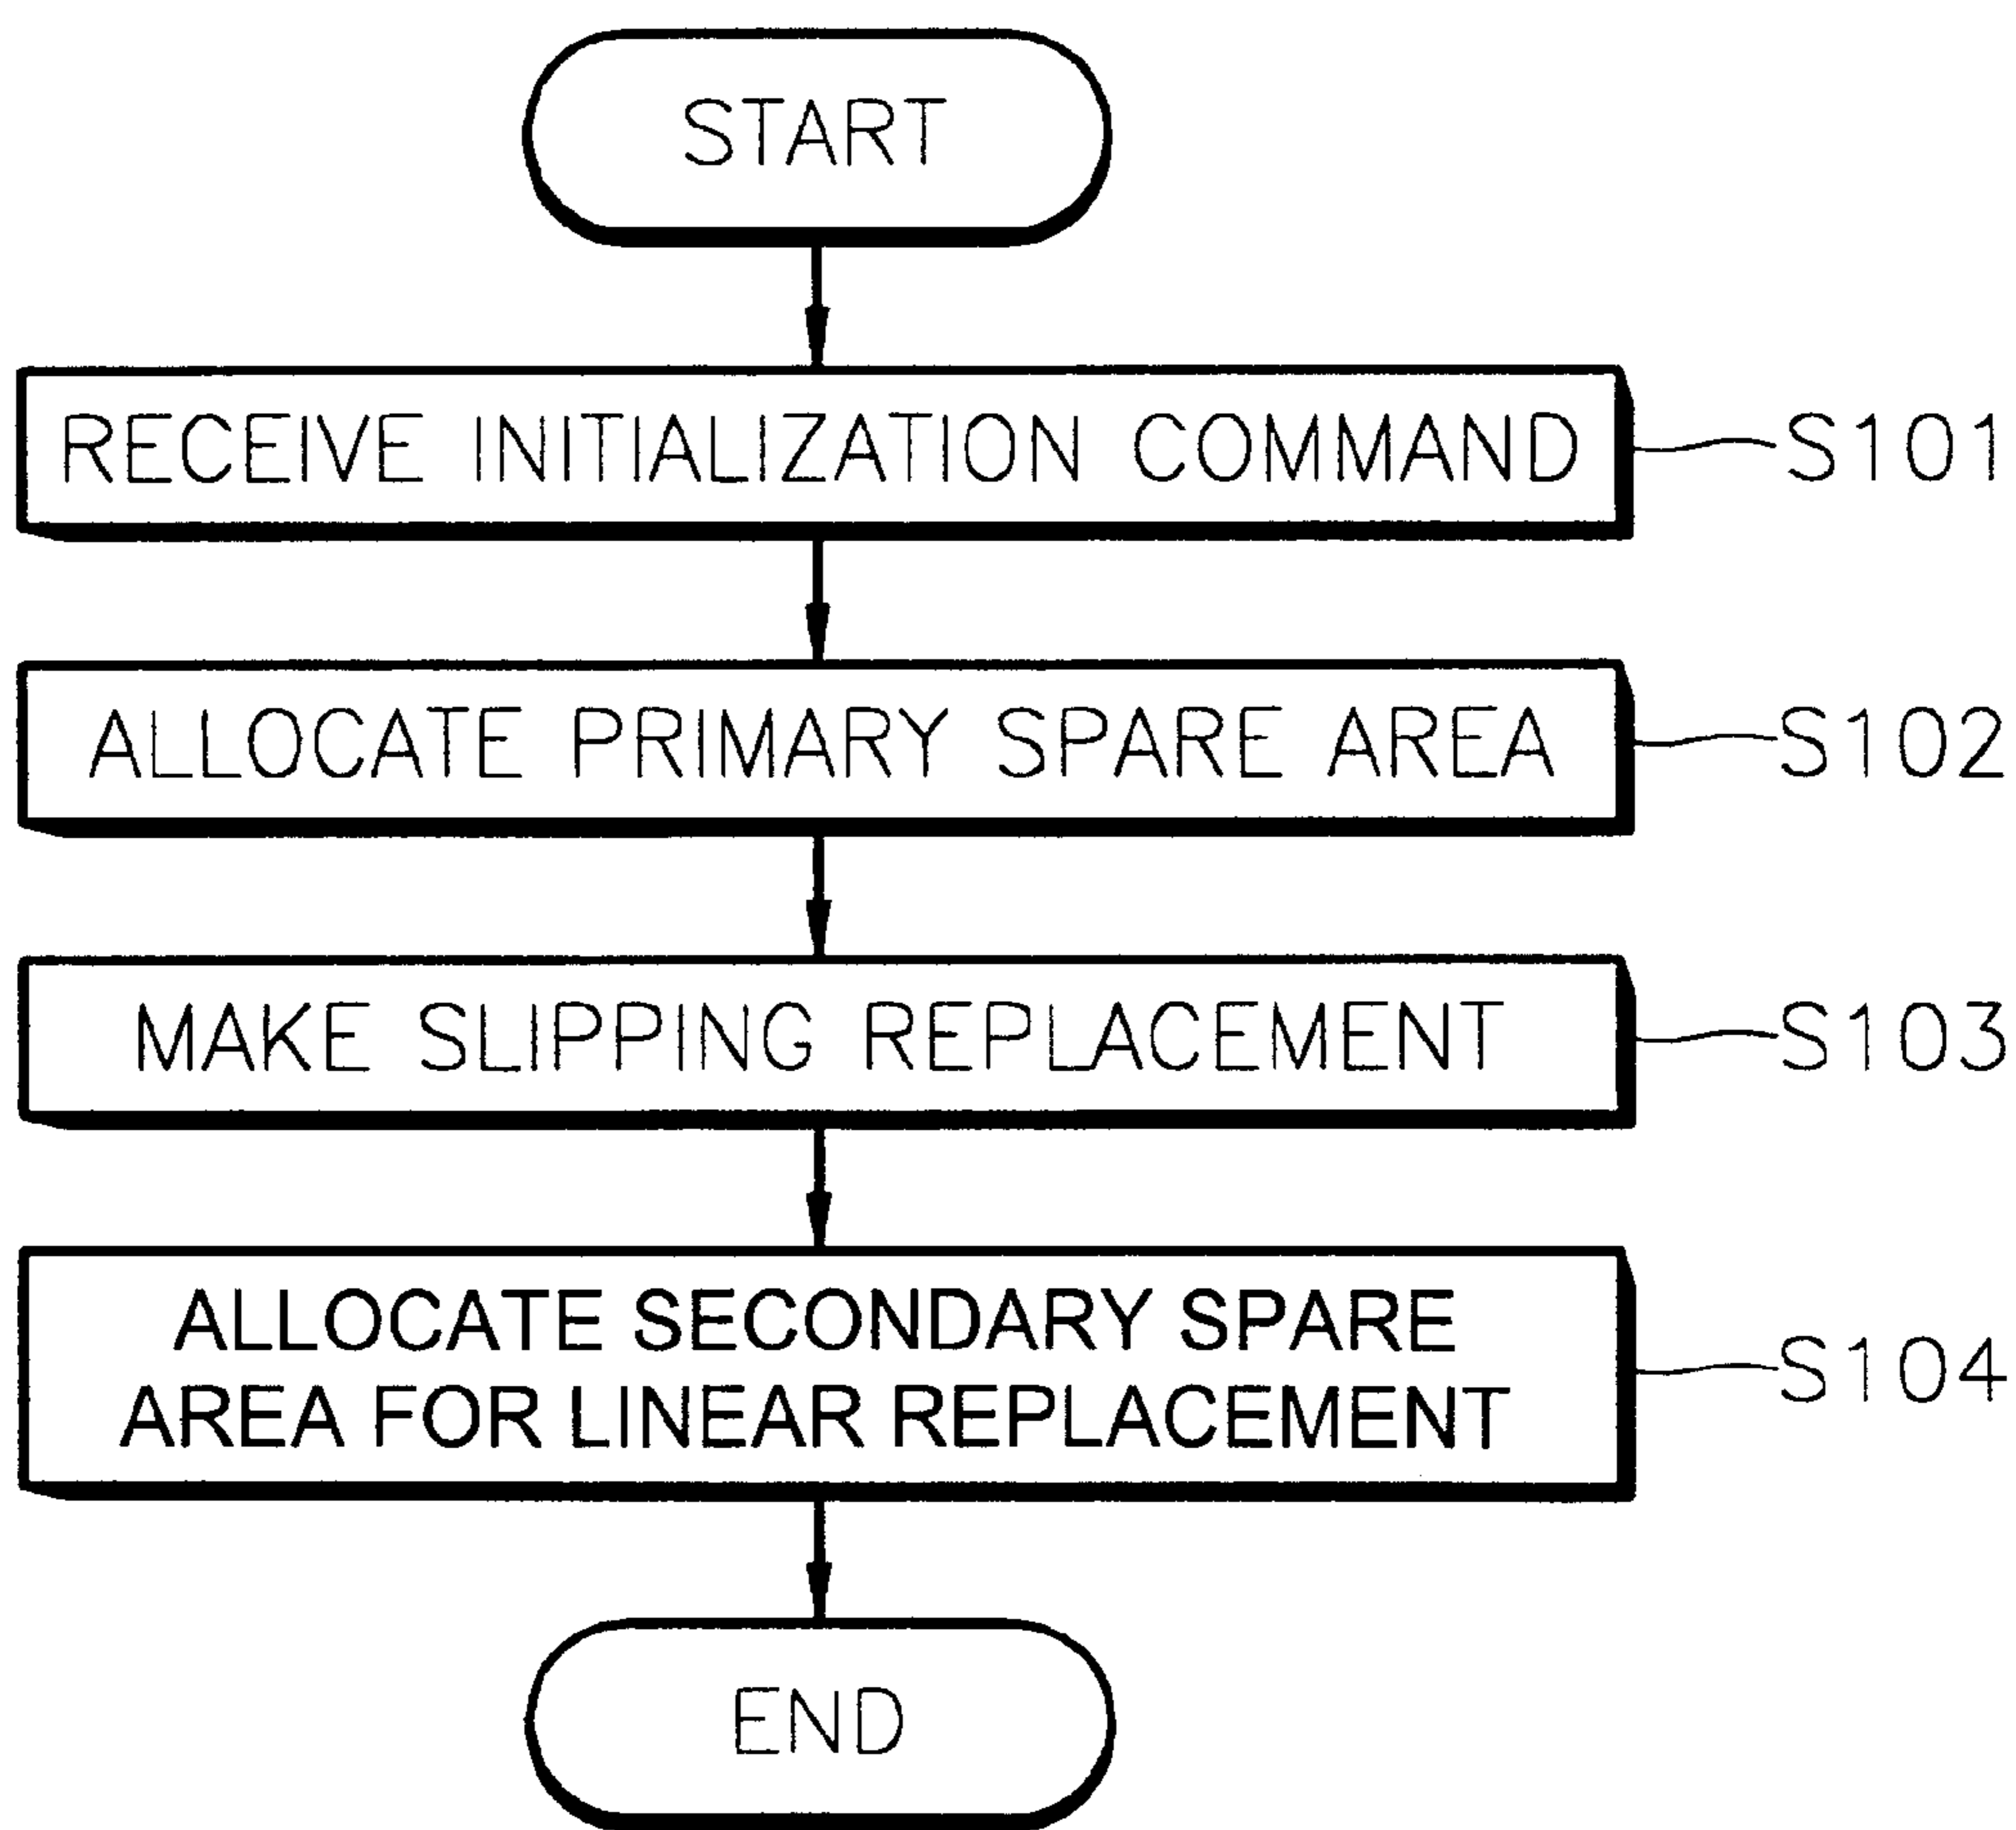 START
RECEIVE INITIALIZATION COMMAND
S101
ALLOCATE PRIMARY SPARE AREA
S102
MAKE SLIPPING REPLACEMENT
S103
ALLOCATE SECONDARY SPARE
AREA FOR LINEAR REPLACEMENT
S104
END